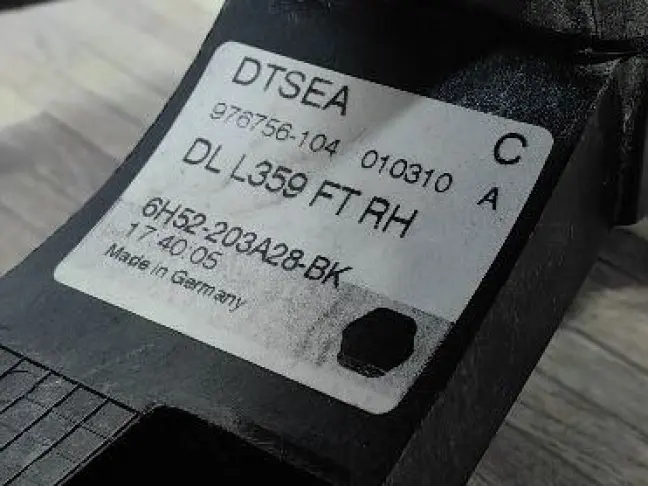 DTSEA C
976756-104 010310 A
DL L359 FT RH
6H52-203A28-BK
17:40:05
Made in Germany